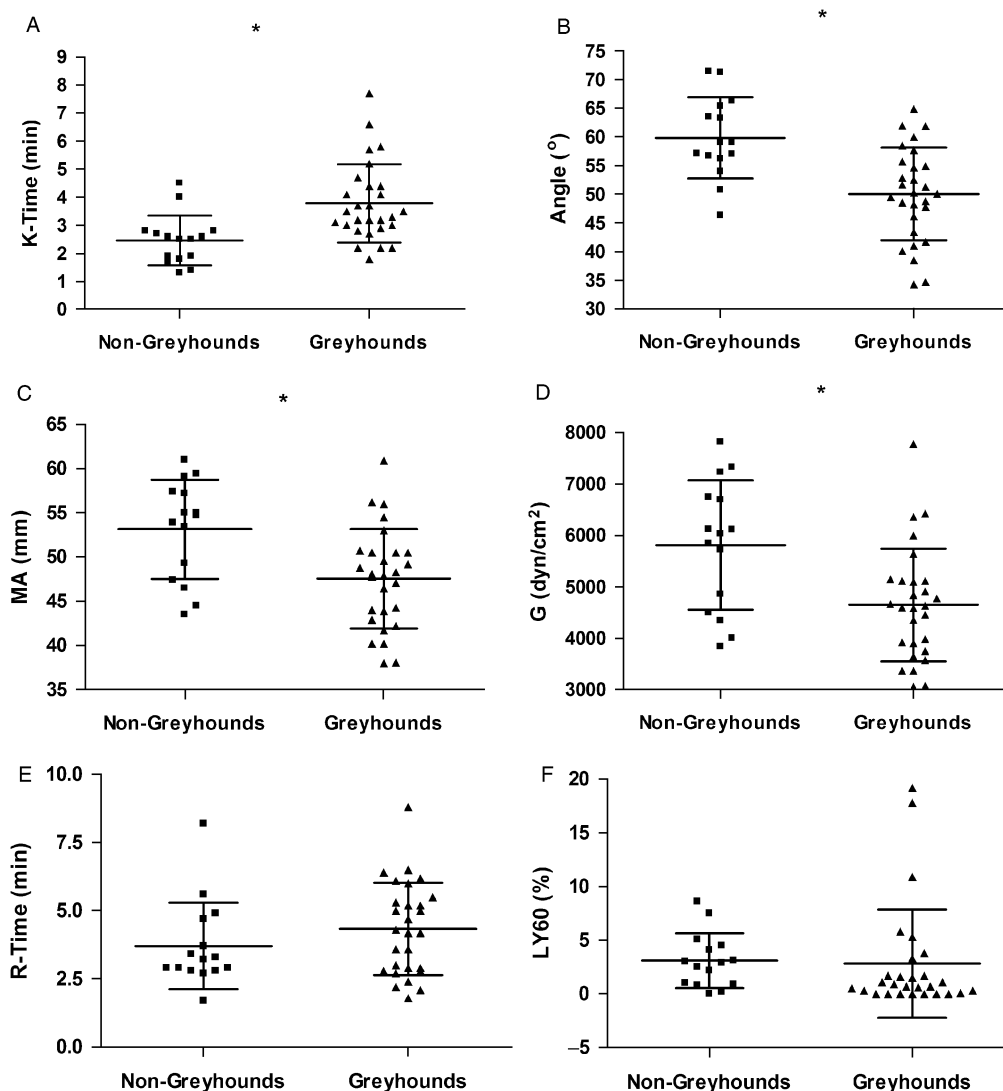 A
*
K-Time (min)
9
8
7
6
5
4
3
2
1
0
Non-Greyhounds Greyhounds
B
*
Angle (°)
75
70
65
60
55
50
45
40
35
30
Non-Greyhounds Greyhounds
C
*
MA (mm)
65
60
55
50
45
40
35
Non-Greyhounds Greyhounds
D
*
G (dyn/cm²)
8000
7000
6000
5000
4000
3000
Non-Greyhounds Greyhounds
E
R-Time (min)
10.0
7.5
5.0
2.5
0.0
Non-Greyhounds Greyhounds
F
LY60 (%)
20
15
10
5
0
–5
Non-Greyhounds Greyhounds